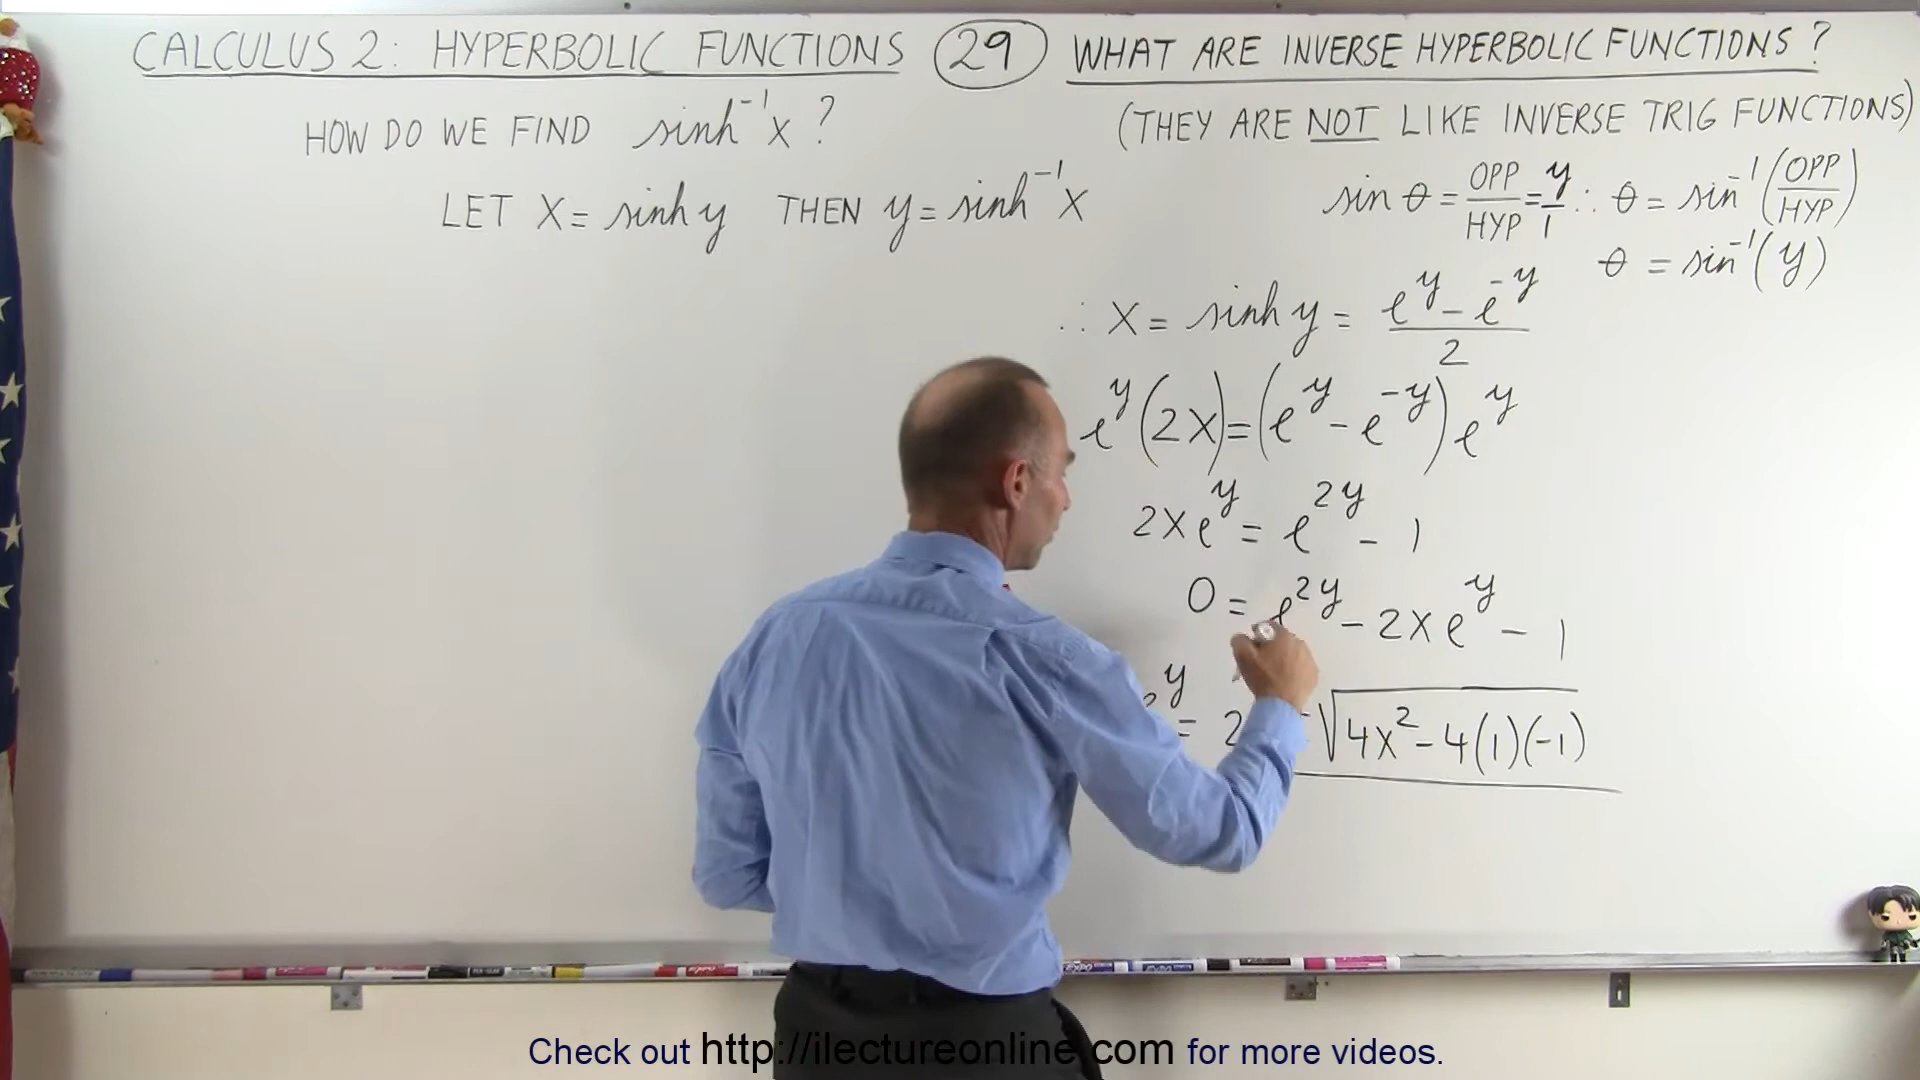 CALCULUS 2: HYPERBOLIC FUNCTIONS 29 WHAT ARE INVERSE HYPERBOLIC FUNCTIONS?
HOW DO WE FIND sinh⁻¹x?
(THEY ARE NOT LIKE INVERSE TRIG FUNCTIONS)
LET x = sinh y THEN y = sinh⁻¹x
sin θ = OPP/HYP = y/1 ∴ θ = sin⁻¹(OPP/HYP)
θ = sin⁻¹(y)
∴ x = sinh y = (e^y - e^-y)/2
e^y(2x) = (e^y - e^-y)e^y
2xe^y = e^2y - 1
0 = e^2y - 2xe^y - 1
y = 2 √(4x² - 4(1)(-1))
Check out http://ilectureonline.com for more videos.